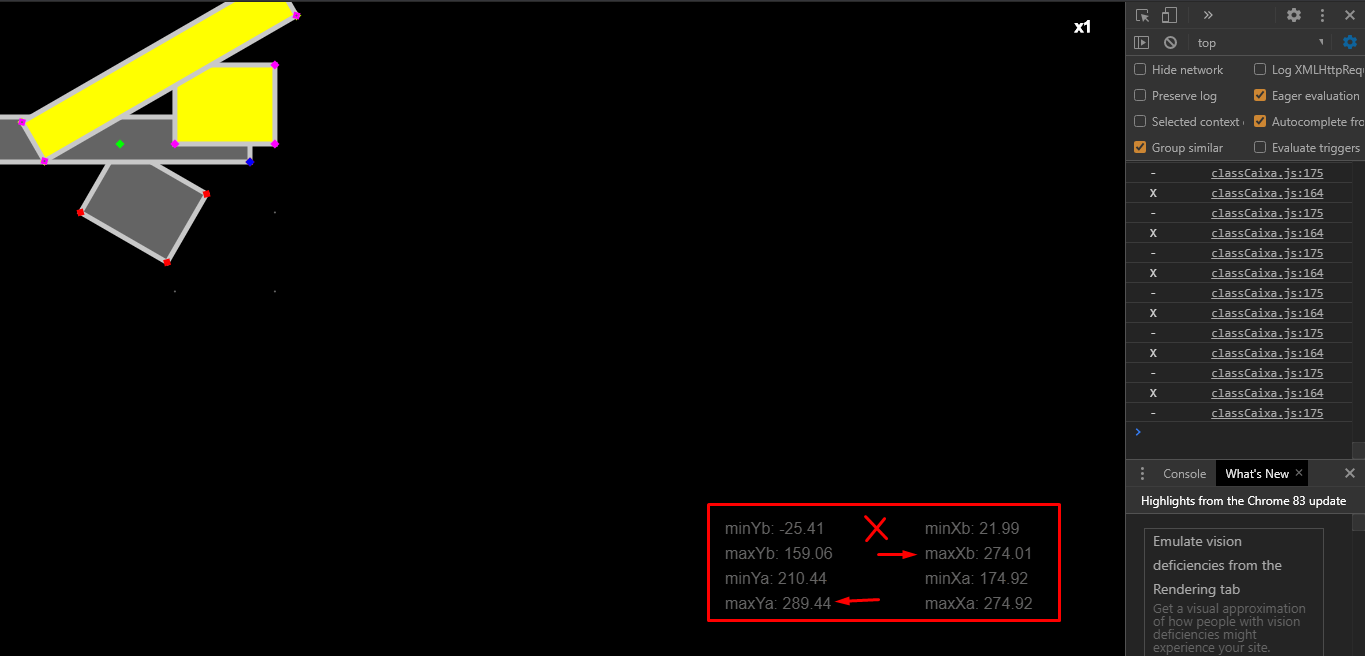 x1
top
Hide network
Log XMLHttpRequ
Preserve log
Eager evaluation
Selected context
Autocomplete fro
Group similar
Evaluate triggers
- classCaixa.js:175
X classCaixa.js:164
- classCaixa.js:175
X classCaixa.js:164
- classCaixa.js:175
X classCaixa.js:164
- classCaixa.js:175
X classCaixa.js:164
- classCaixa.js:175
X classCaixa.js:164
- classCaixa.js:175
X classCaixa.js:164
- classCaixa.js:175
Console
What's New
Highlights from the Chrome 83 update
Emulate vision
deficiencies from the
Rendering tab
Get a visual approximation
of how people with vision
deficiencies might
experience your site.
minYb: -25.41 minXb: 21.99
maxYb: 159.06 maxXb: 274.01
minYa: 210.44 minXa: 174.92
maxYa: 289.44 maxXa: 274.92